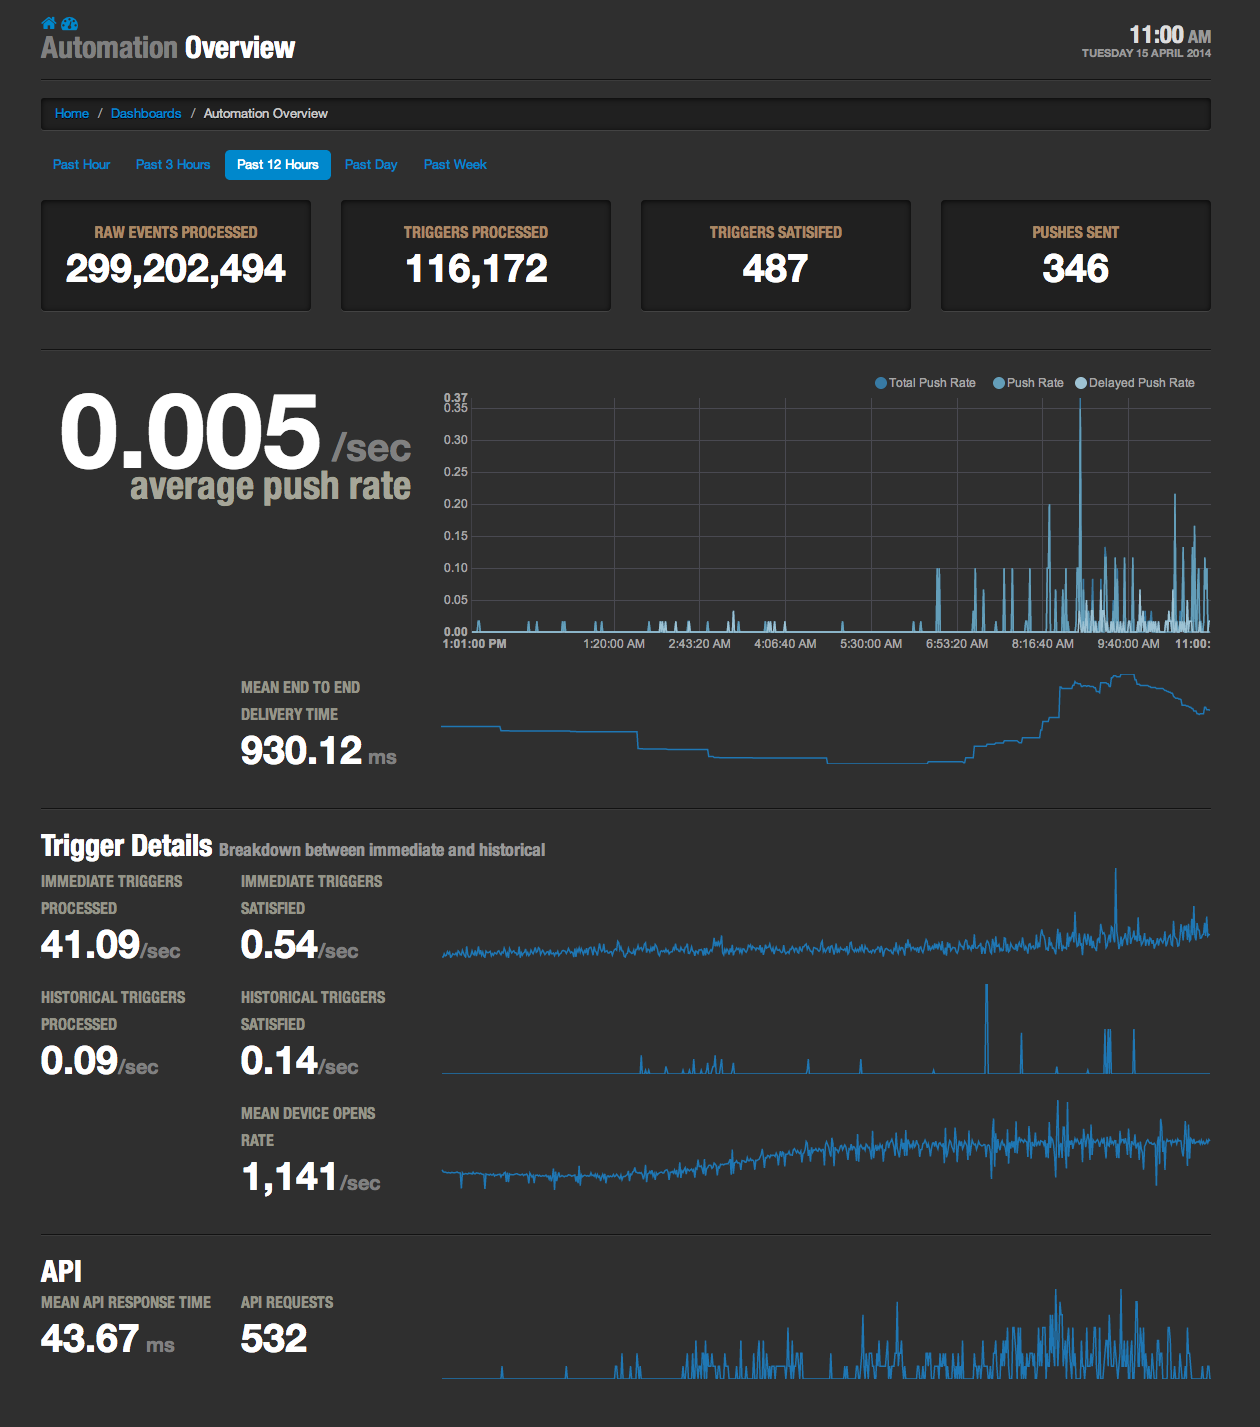 Automation Overview
11:00 AM
TUESDAY 15 APRIL 2014
Home / Dashboards / Automation Overview
Past Hour Past 3 Hours Past 12 Hours Past Day Past Week
RAW EVENTS PROCESSED
299,202,494
TRIGGERS PROCESSED
116,172
TRIGGERS SATISIFED
487
PUSHES SENT
346
0.005 /sec
average push rate
Total Push Rate Push Rate Delayed Push Rate
0.37
0.35
0.30
0.25
0.20
0.15
0.10
0.05
0.00
1:01:00 PM 1:20:00 AM 2:43:20 AM 4:06:40 AM 5:30:00 AM 6:53:20 AM 8:16:40 AM 9:40:00 AM 11:00:
MEAN END TO END
DELIVERY TIME
930.12 ms
Trigger Details Breakdown between immediate and historical
IMMEDIATE TRIGGERS
PROCESSED
41.09/sec
IMMEDIATE TRIGGERS
SATISFIED
0.54/sec
HISTORICAL TRIGGERS
PROCESSED
0.09/sec
HISTORICAL TRIGGERS
SATISFIED
0.14/sec
MEAN DEVICE OPENS
RATE
1,141/sec
API
MEAN API RESPONSE TIME
43.67 ms
API REQUESTS
532